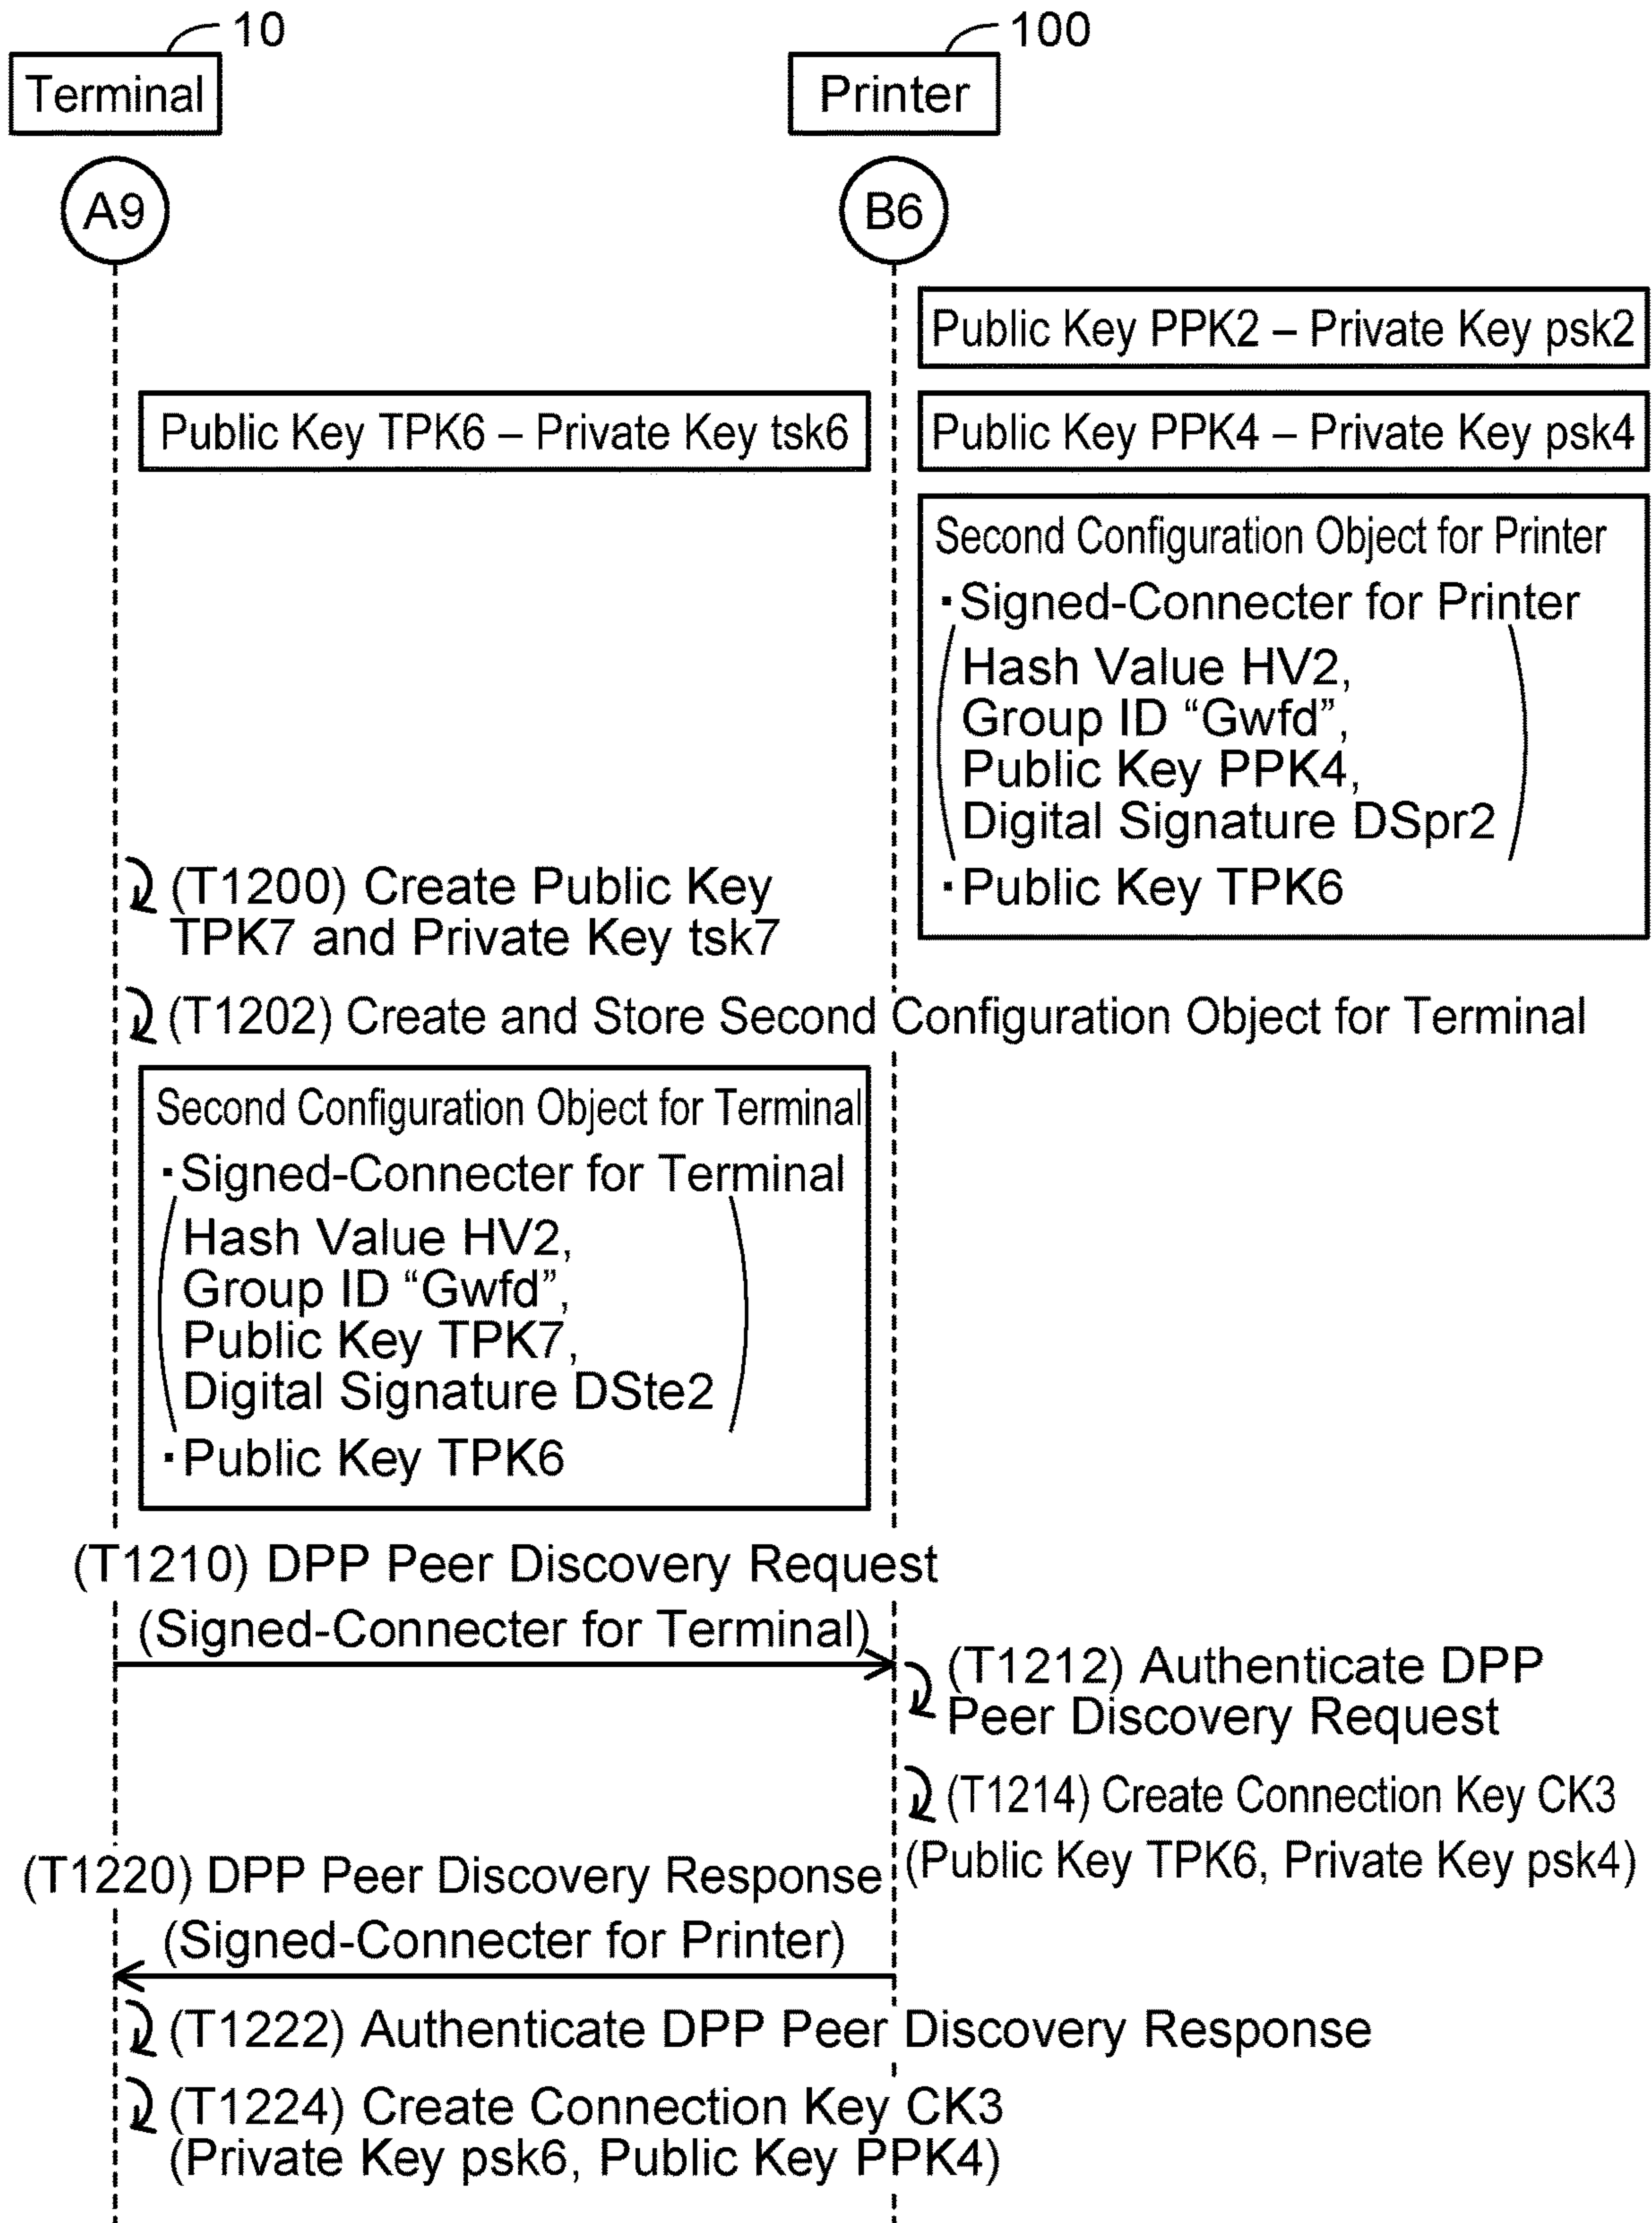 10
100
Terminal
Printer
A9
B6
Public Key PPK2 – Private Key psk2
Public Key TPK6 – Private Key tsk6
Public Key PPK4 – Private Key psk4
Second Configuration Object for Printer
・Signed-Connecter for Printer
Hash Value HV2,
Group ID “Gwfd”,
Public Key PPK4,
Digital Signature DSpr2
・Public Key TPK6
(T1200) Create Public Key
TPK7 and Private Key tsk7
(T1202) Create and Store Second Configuration Object for Terminal
Second Configuration Object for Terminal
・Signed-Connecter for Terminal
Hash Value HV2,
Group ID “Gwfd”,
Public Key TPK7,
Digital Signature DSte2
・Public Key TPK6
(T1210) DPP Peer Discovery Request
(Signed-Connecter for Terminal)
(T1212) Authenticate DPP
Peer Discovery Request
(T1214) Create Connection Key CK3
(Public Key TPK6, Private Key psk4)
(T1220) DPP Peer Discovery Response
(Signed-Connecter for Printer)
(T1222) Authenticate DPP Peer Discovery Response
(T1224) Create Connection Key CK3
(Private Key psk6, Public Key PPK4)